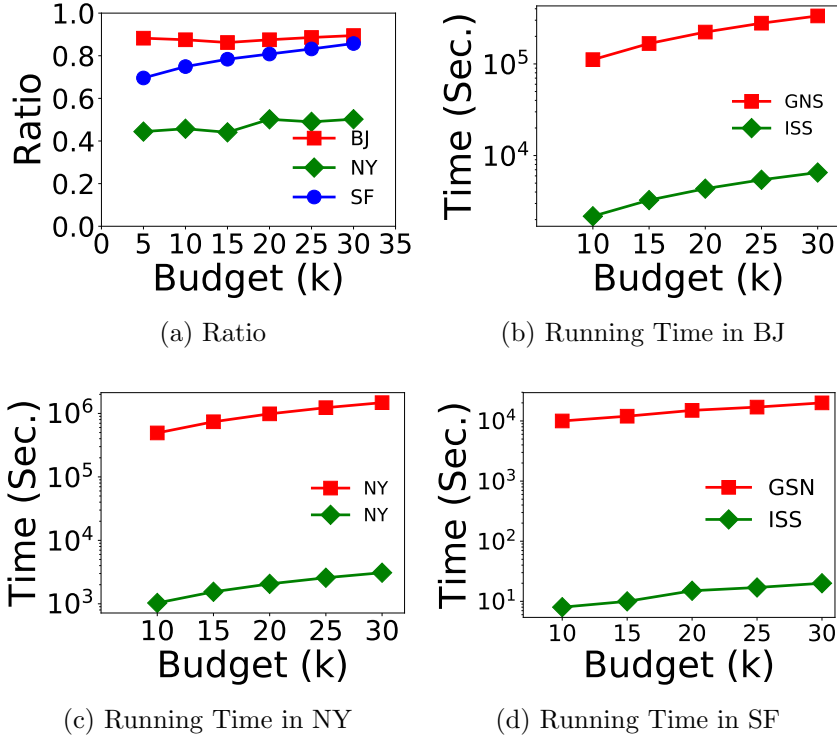 1.0
0.8
0.6
0.4
0.2
0.0
Ratio
BJ
NY
SF
0 5 10 15 20 25 30 35
Budget (k)
(a) Ratio
10^5
10^4
Time (Sec.)
GNS
ISS
10 15 20 25 30
Budget (k)
(b) Running Time in BJ
10^6
10^5
10^4
10^3
Time (Sec.)
NY
NY
10 15 20 25 30
Budget (k)
(c) Running Time in NY
10^4
10^3
10^2
10^1
Time (Sec.)
GSN
ISS
10 15 20 25 30
Budget (k)
(d) Running Time in SF